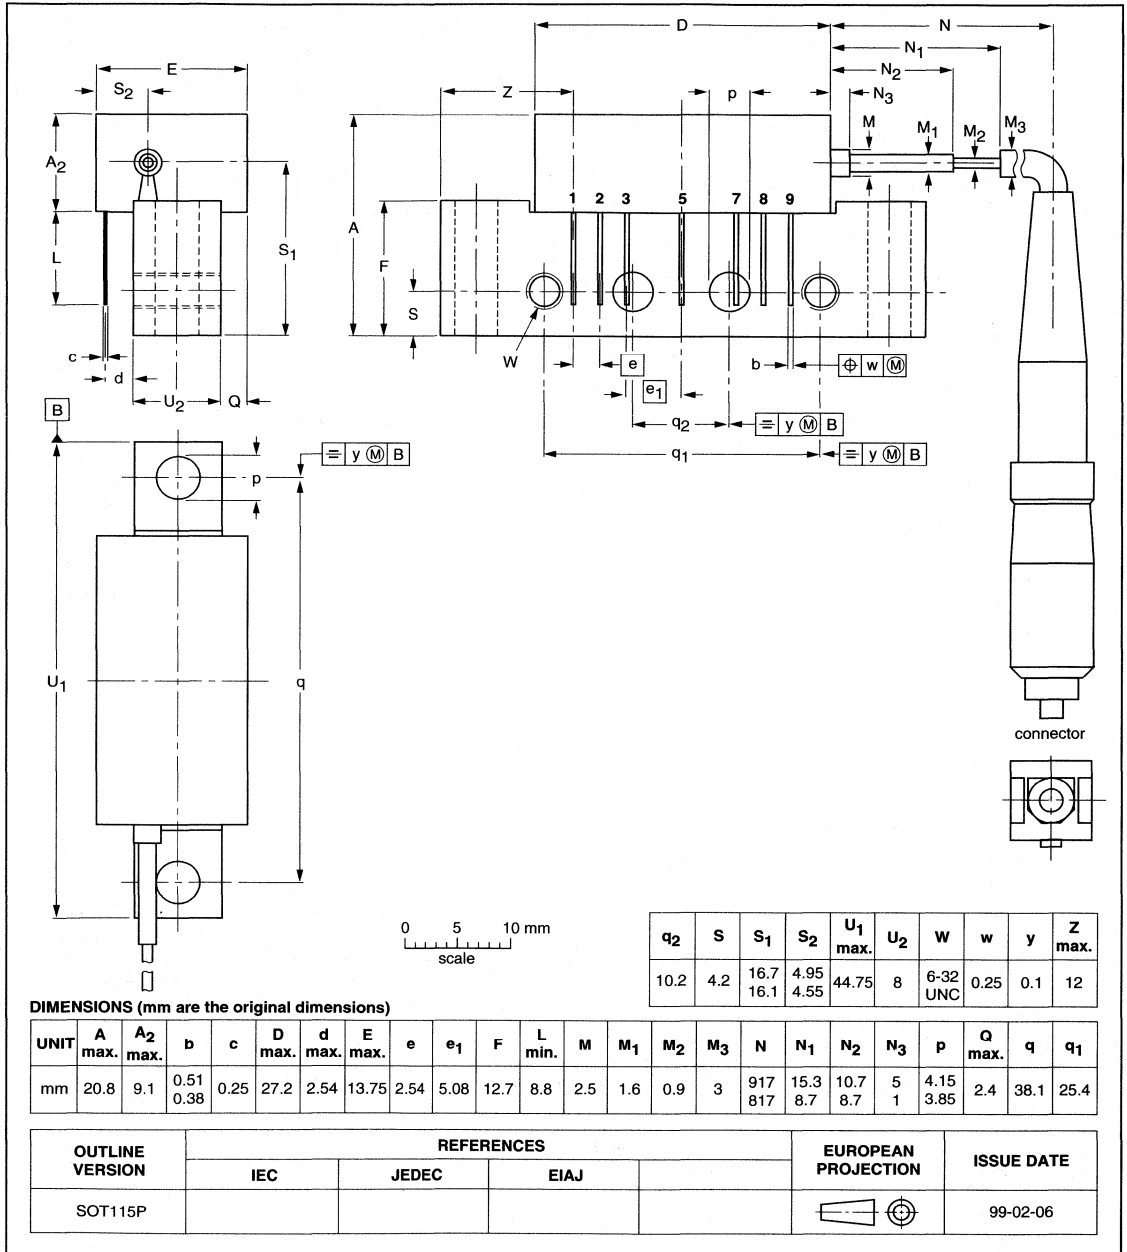 D
N
N1
E
N2
S2
Z
p
N3
M
M1
M2
M3
A2
1 2 3 5 7 8 9
A
S1
F
L
S
c
W
e
b
w Ⓜ
d
e1
U2
Q
B
q2
y Ⓜ B
q1
y Ⓜ B
y Ⓜ B
p
U1
q
connector
0 5 10 mm
scale
q2 S S1 S2 U1 max. U2 W w y Z max.
10.2 4.2 16.7 16.1 4.95 4.55 44.75 8 6-32 UNC 0.25 0.1 12
DIMENSIONS (mm are the original dimensions)
UNIT A max. A2 max. b c D max. d max. E max. e e1 F L min. M M1 M2 M3 N N1 N2 N3 p Q max. q q1
mm 20.8 9.1 0.51 0.38 0.25 27.2 2.54 13.75 2.54 5.08 12.7 8.8 2.5 1.6 0.9 3 917 817 15.3 8.7 10.7 8.7 5 1 4.15 3.85 2.4 38.1 25.4
OUTLINE VERSION
REFERENCES
EUROPEAN PROJECTION
ISSUE DATE
IEC JEDEC EIAJ
SOT115P
99-02-06